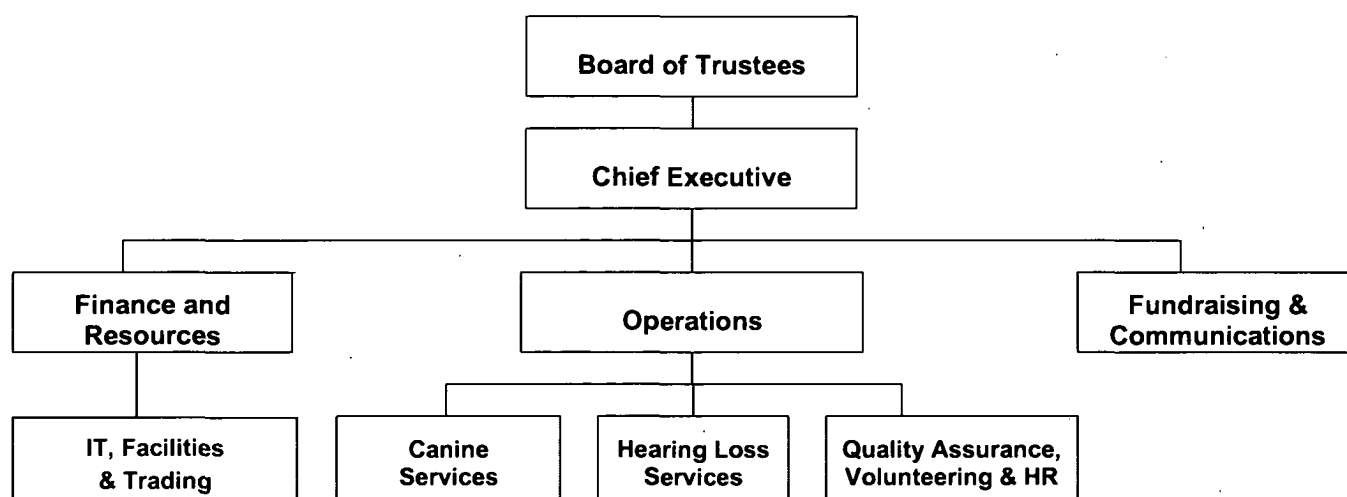 Board of Trustees
Chief Executive
Finance and
Resources
Operations
Fundraising &
Communications
IT, Facilities
& Trading
Canine
Services
Hearing Loss
Services
Quality Assurance,
Volunteering & HR